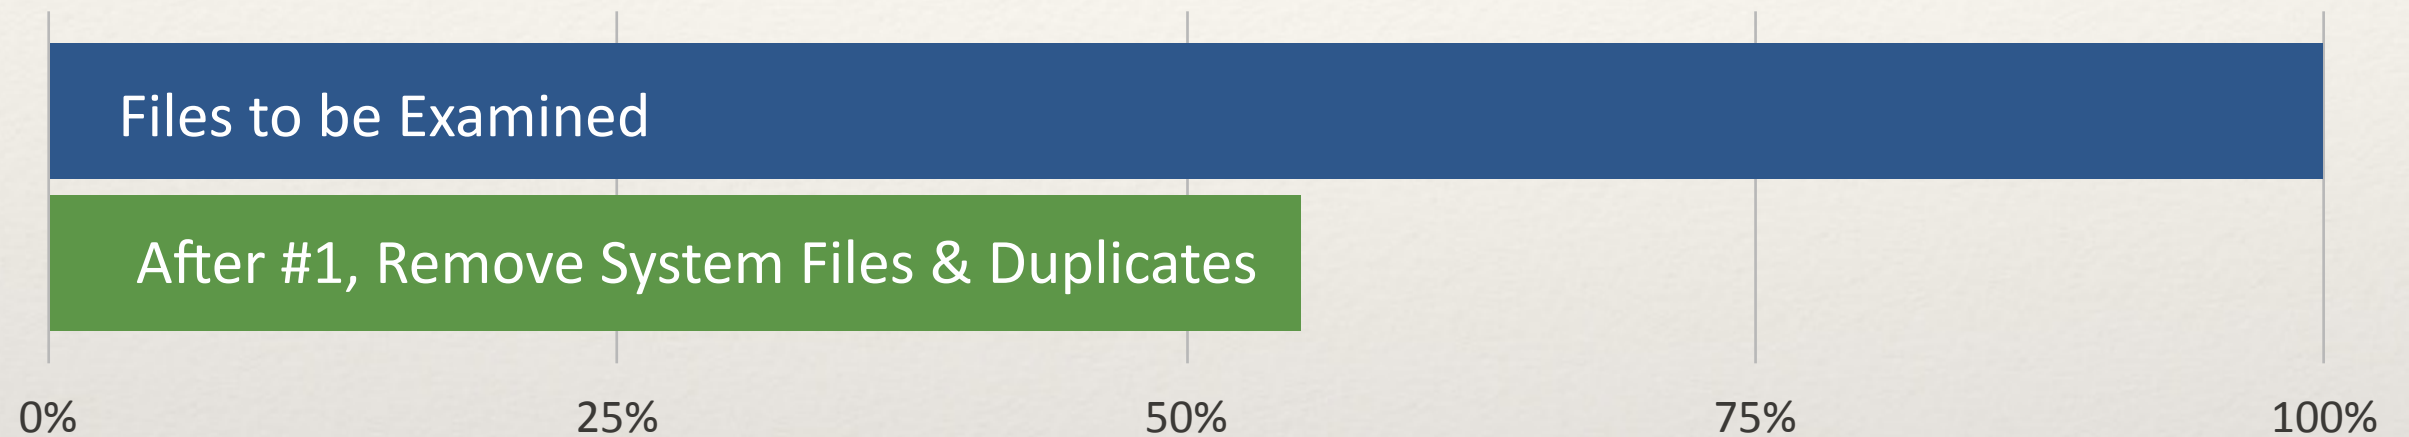 Files to be Examined
After #1, Remove System Files & Duplicates
0% 25% 50% 75% 100%